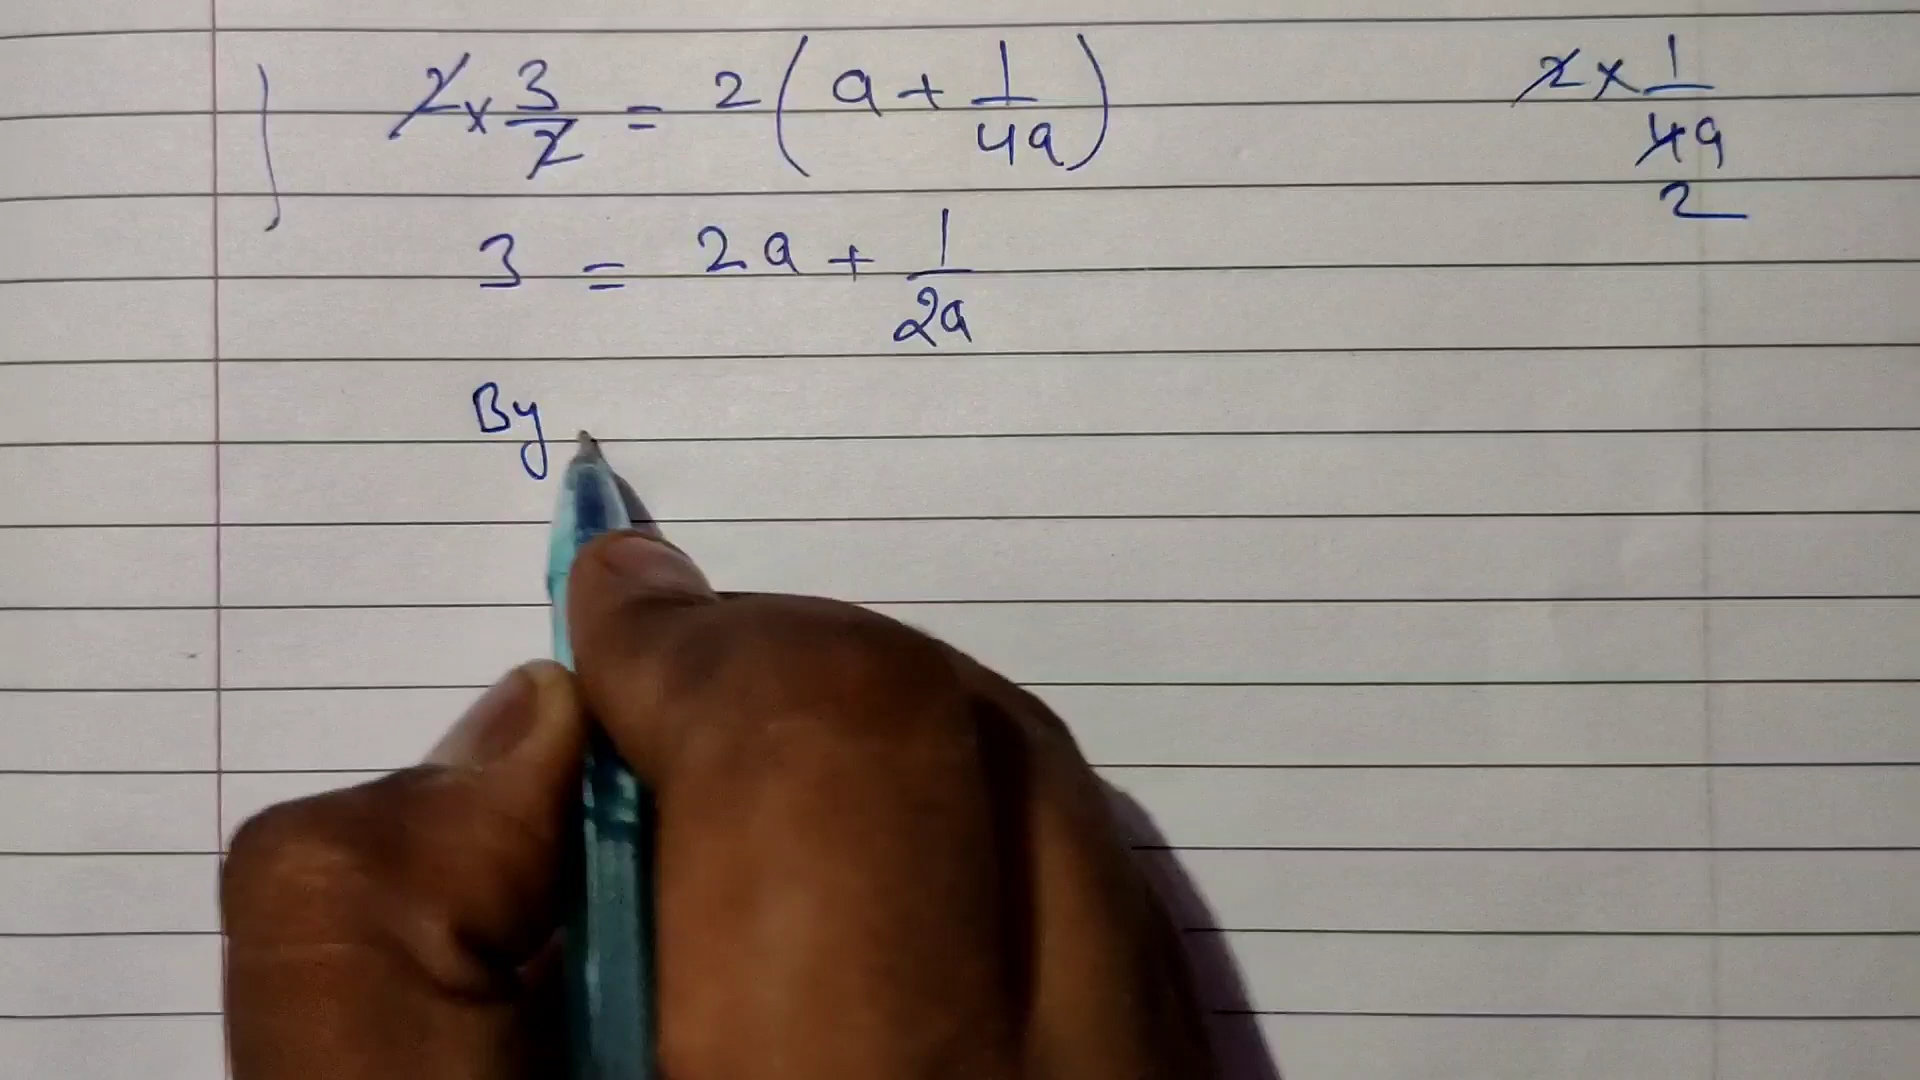 2 × 3/2 = 2 ( a + 1/4a )
2 × 1/4a
2
3 = 2a + 1/2a
By